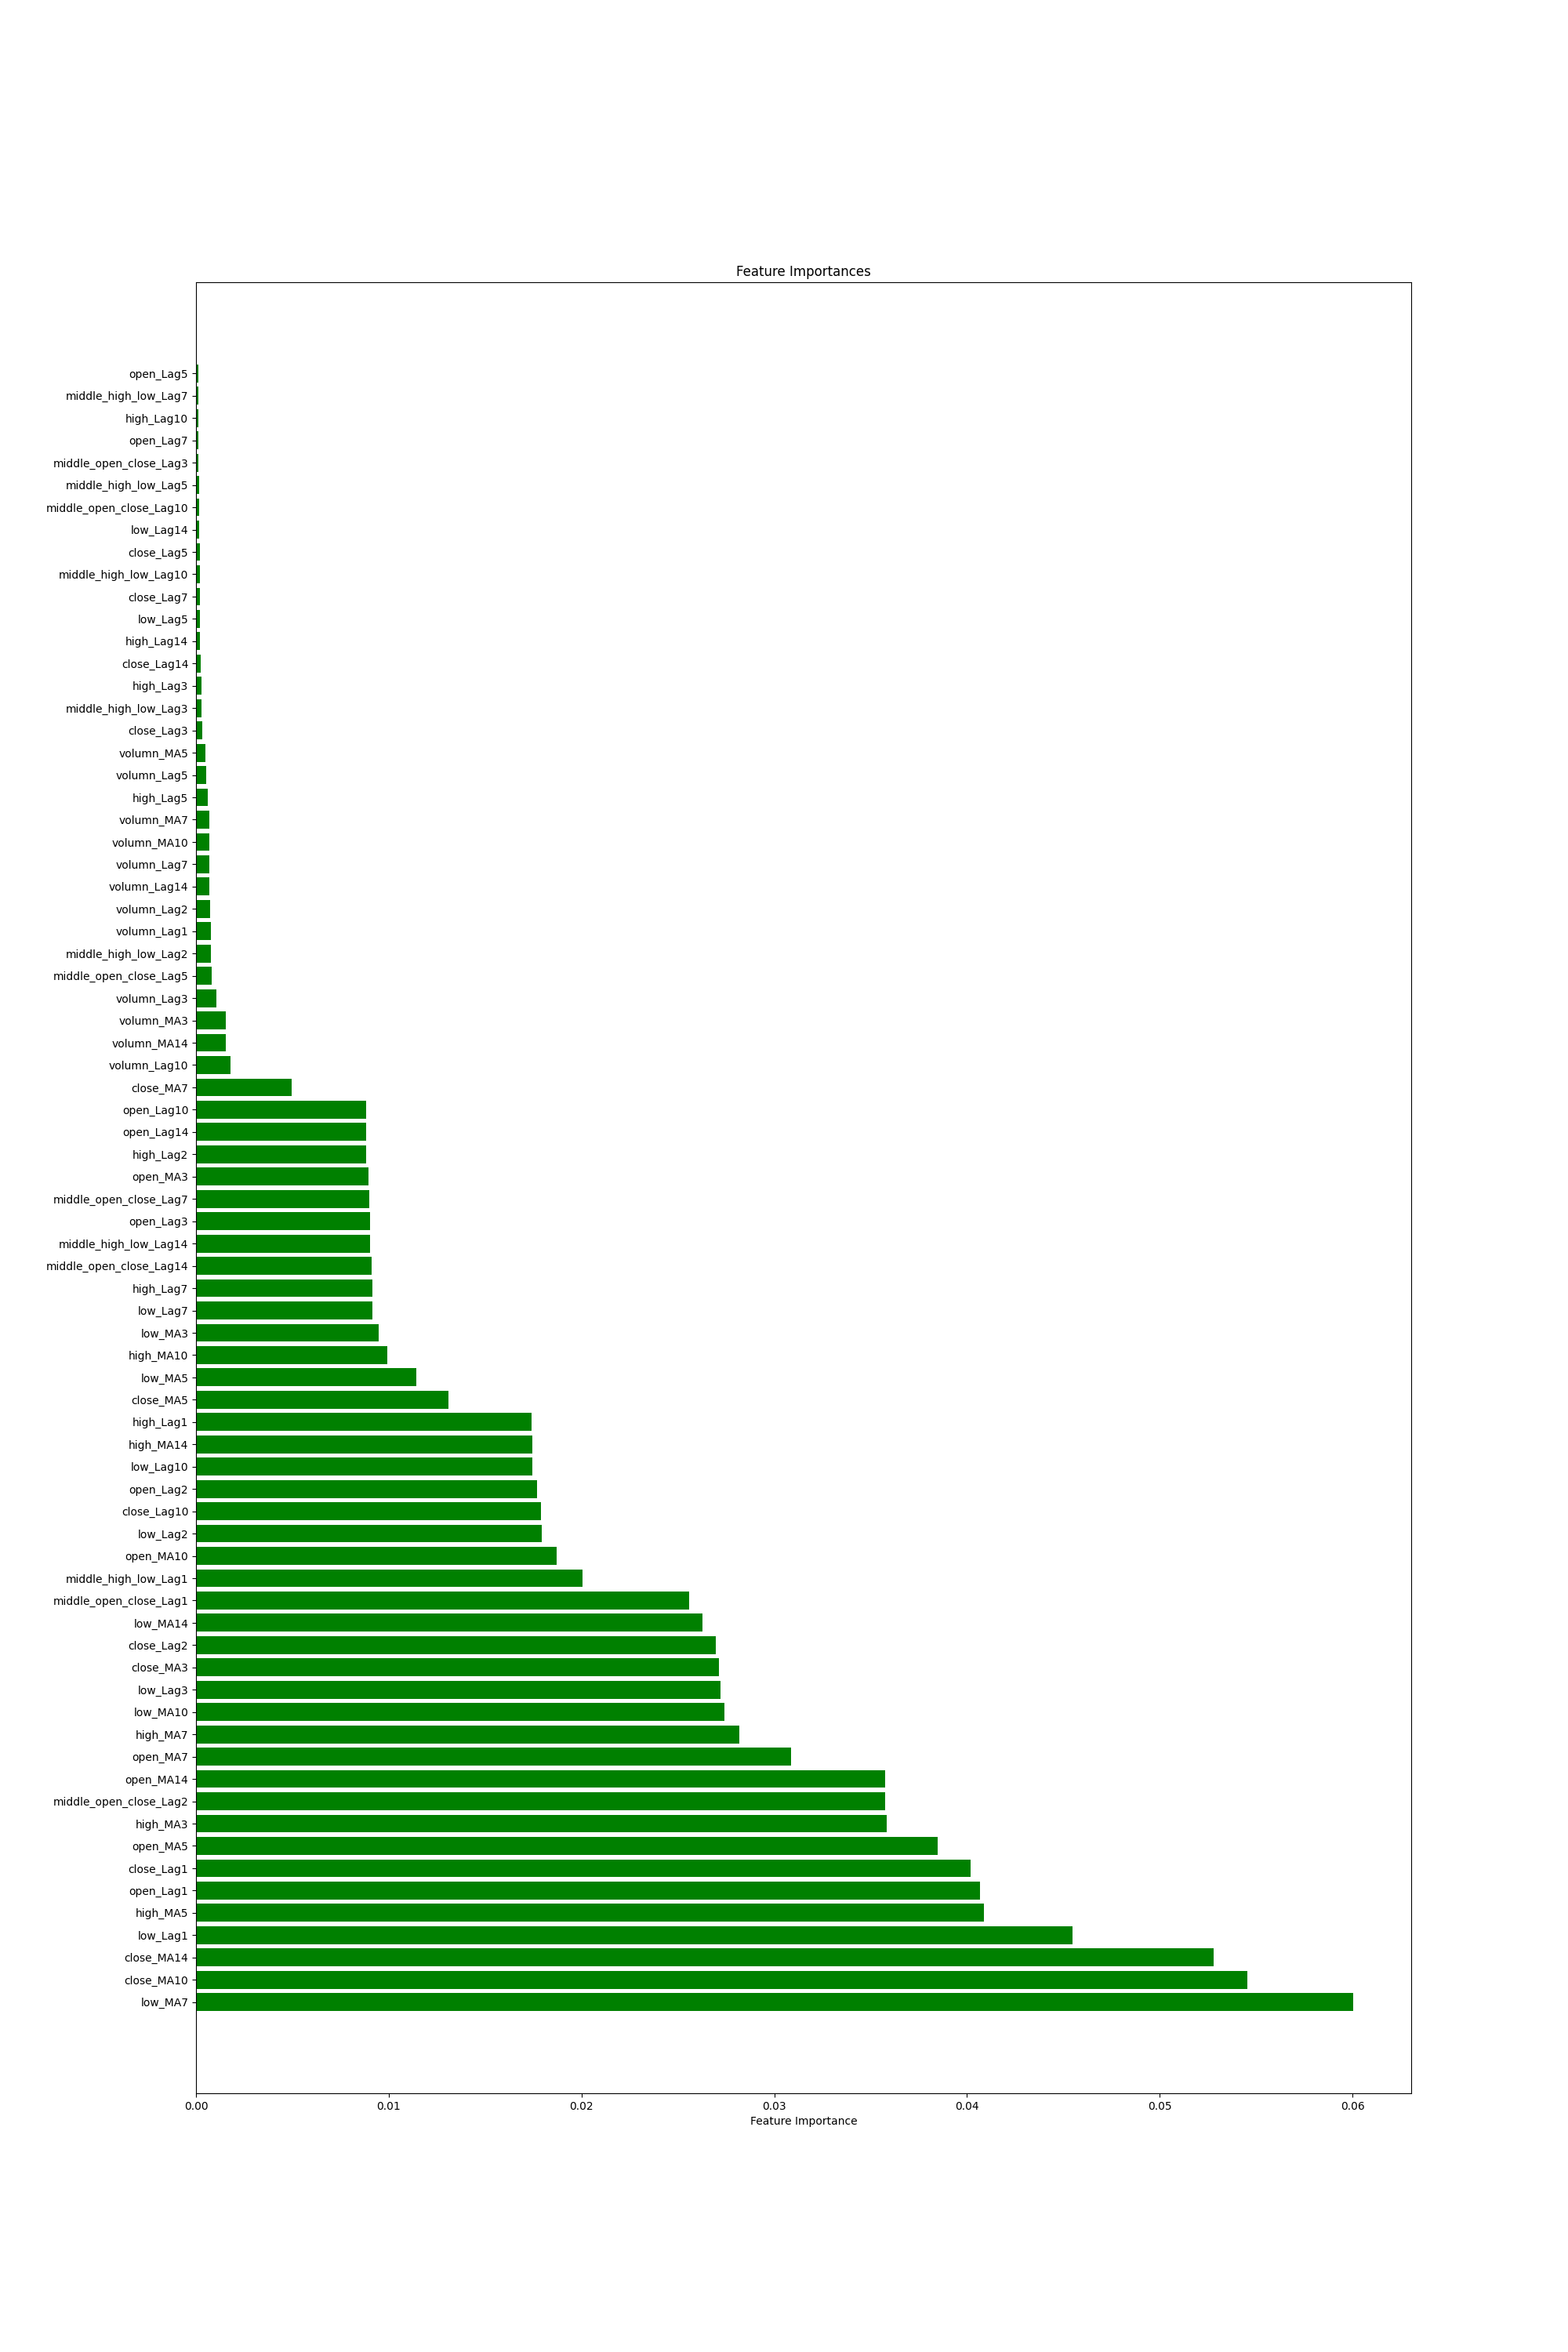 Feature Importances
open_Lag5
middle_high_low_Lag7
high_Lag10
open_Lag7
middle_open_close_Lag3
middle_high_low_Lag5
middle_open_close_Lag10
low_Lag14
close_Lag5
middle_high_low_Lag10
close_Lag7
low_Lag5
high_Lag14
close_Lag14
high_Lag3
middle_high_low_Lag3
close_Lag3
volumn_MA5
volumn_Lag5
high_Lag5
volumn_MA7
volumn_MA10
volumn_Lag7
volumn_Lag14
volumn_Lag2
volumn_Lag1
middle_high_low_Lag2
middle_open_close_Lag5
volumn_Lag3
volumn_MA3
volumn_MA14
volumn_Lag10
close_MA7
open_Lag10
open_Lag14
high_Lag2
open_MA3
middle_open_close_Lag7
open_Lag3
middle_high_low_Lag14
middle_open_close_Lag14
high_Lag7
low_Lag7
low_MA3
high_MA10
low_MA5
close_MA5
high_Lag1
high_MA14
low_Lag10
open_Lag2
close_Lag10
low_Lag2
open_MA10
middle_high_low_Lag1
middle_open_close_Lag1
low_MA14
close_Lag2
close_MA3
low_Lag3
low_MA10
high_MA7
open_MA7
open_MA14
middle_open_close_Lag2
high_MA3
open_MA5
close_Lag1
open_Lag1
high_MA5
low_Lag1
close_MA14
close_MA10
low_MA7
0.00 0.01 0.02 0.03 0.04 0.05 0.06
Feature Importance